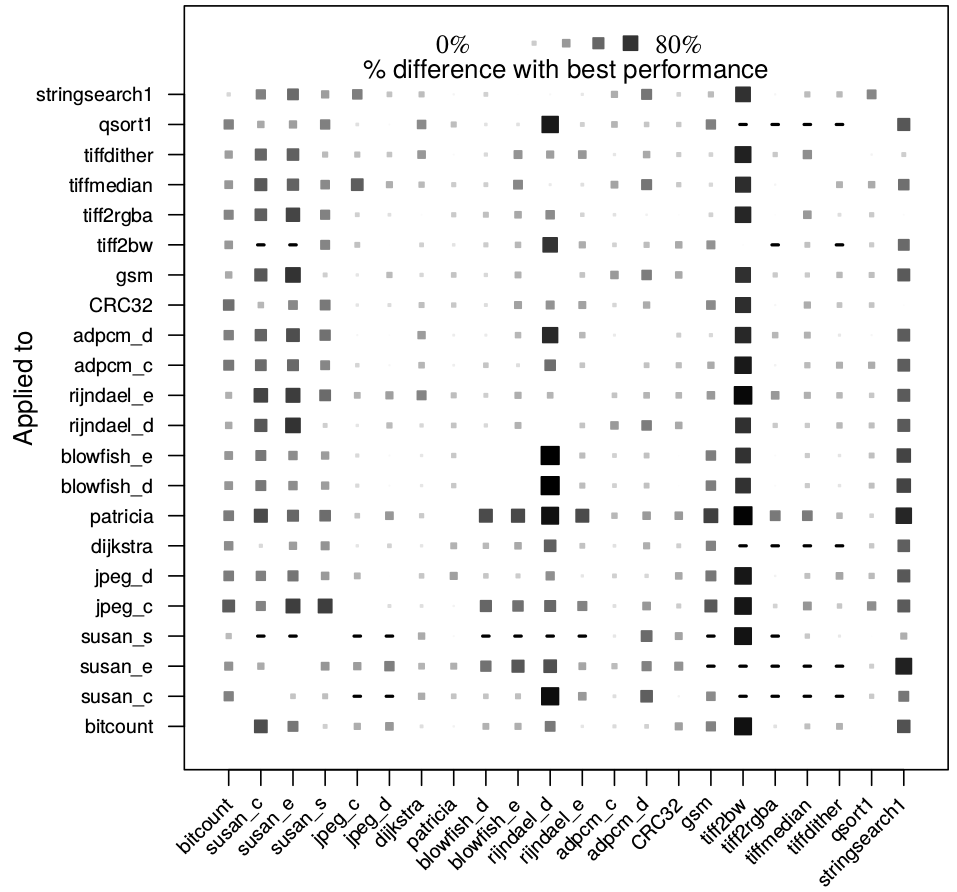 0% 80%
% difference with best performance
Applied to
stringsearch1
qsort1
tiffdither
tiffmedian
tiff2rgba
tiff2bw
gsm
CRC32
adpcm_d
adpcm_c
rijndael_e
rijndael_d
blowfish_e
blowfish_d
patricia
dijkstra
jpeg_d
jpeg_c
susan_s
susan_e
susan_c
bitcount
bitcount
susan_c
susan_e
susan_s
jpeg_c
jpeg_d
dijkstra
patricia
blowfish_d
blowfish_e
rijndael_d
rijndael_e
adpcm_c
adpcm_d
CRC32
gsm
tiff2bw
tiff2rgba
tiffmedian
tiffdither
qsort1
stringsearch1